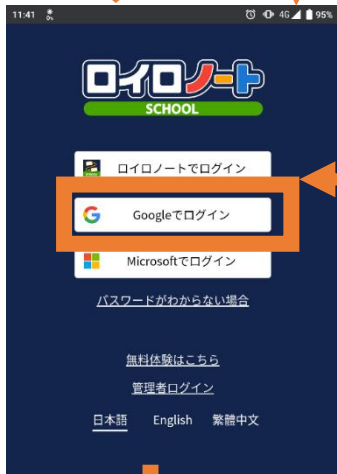 11:41 4G 95%
ロイロノート
SCHOOL
ロイロノートでログイン
Googleでログイン
Microsoftでログイン
パスワードがわからない場合
無料体験はこちら
管理者ログイン
日本語 English 繁體中文